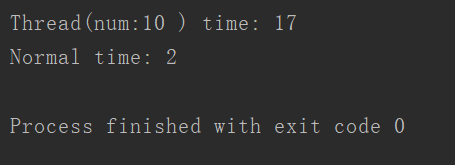 Thread(num:10 ) time: 17
Normal time: 2
Process finished with exit code 0